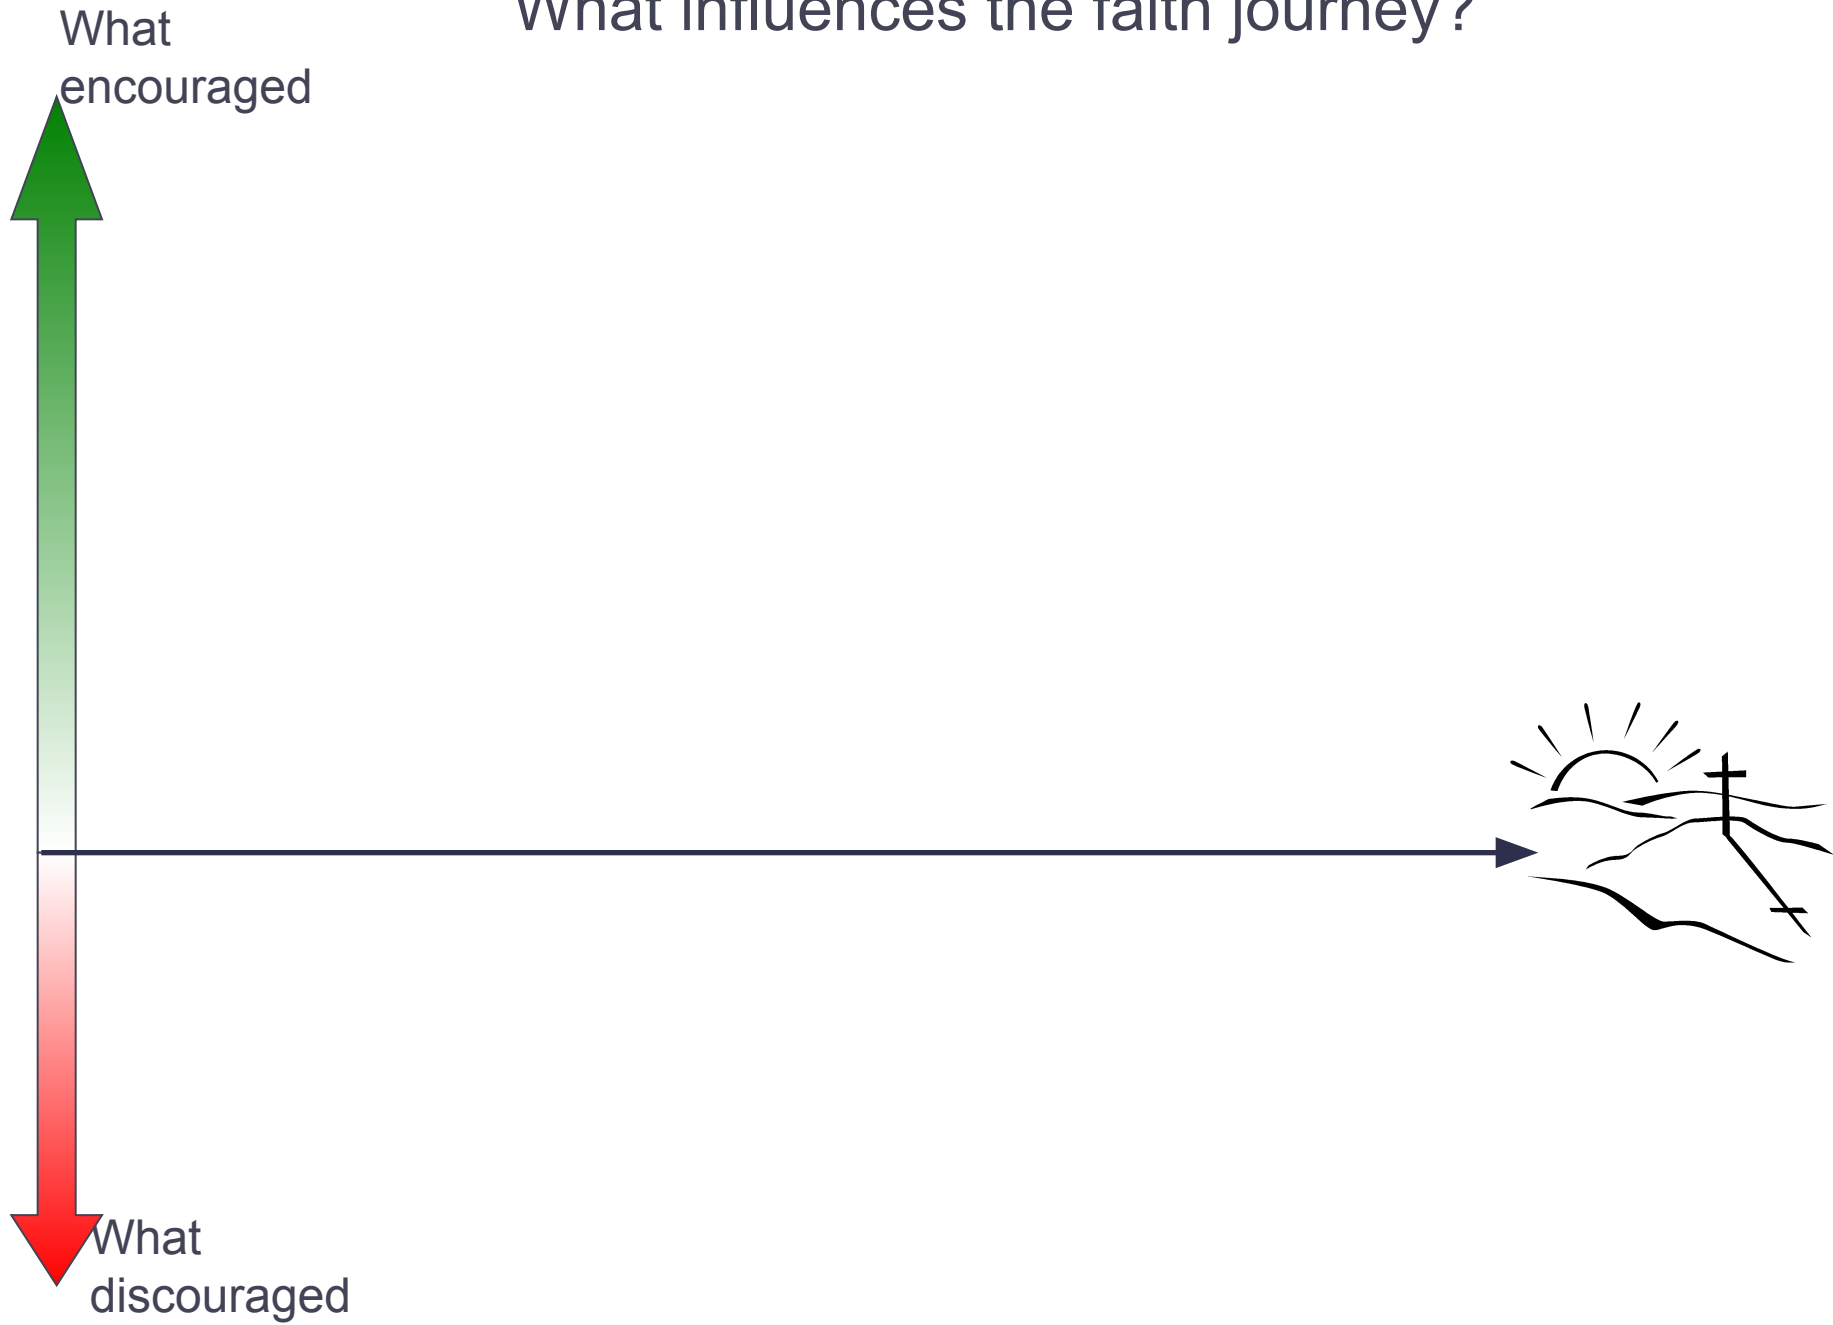 What influences the faith journey?
What
encouraged
What
discouraged